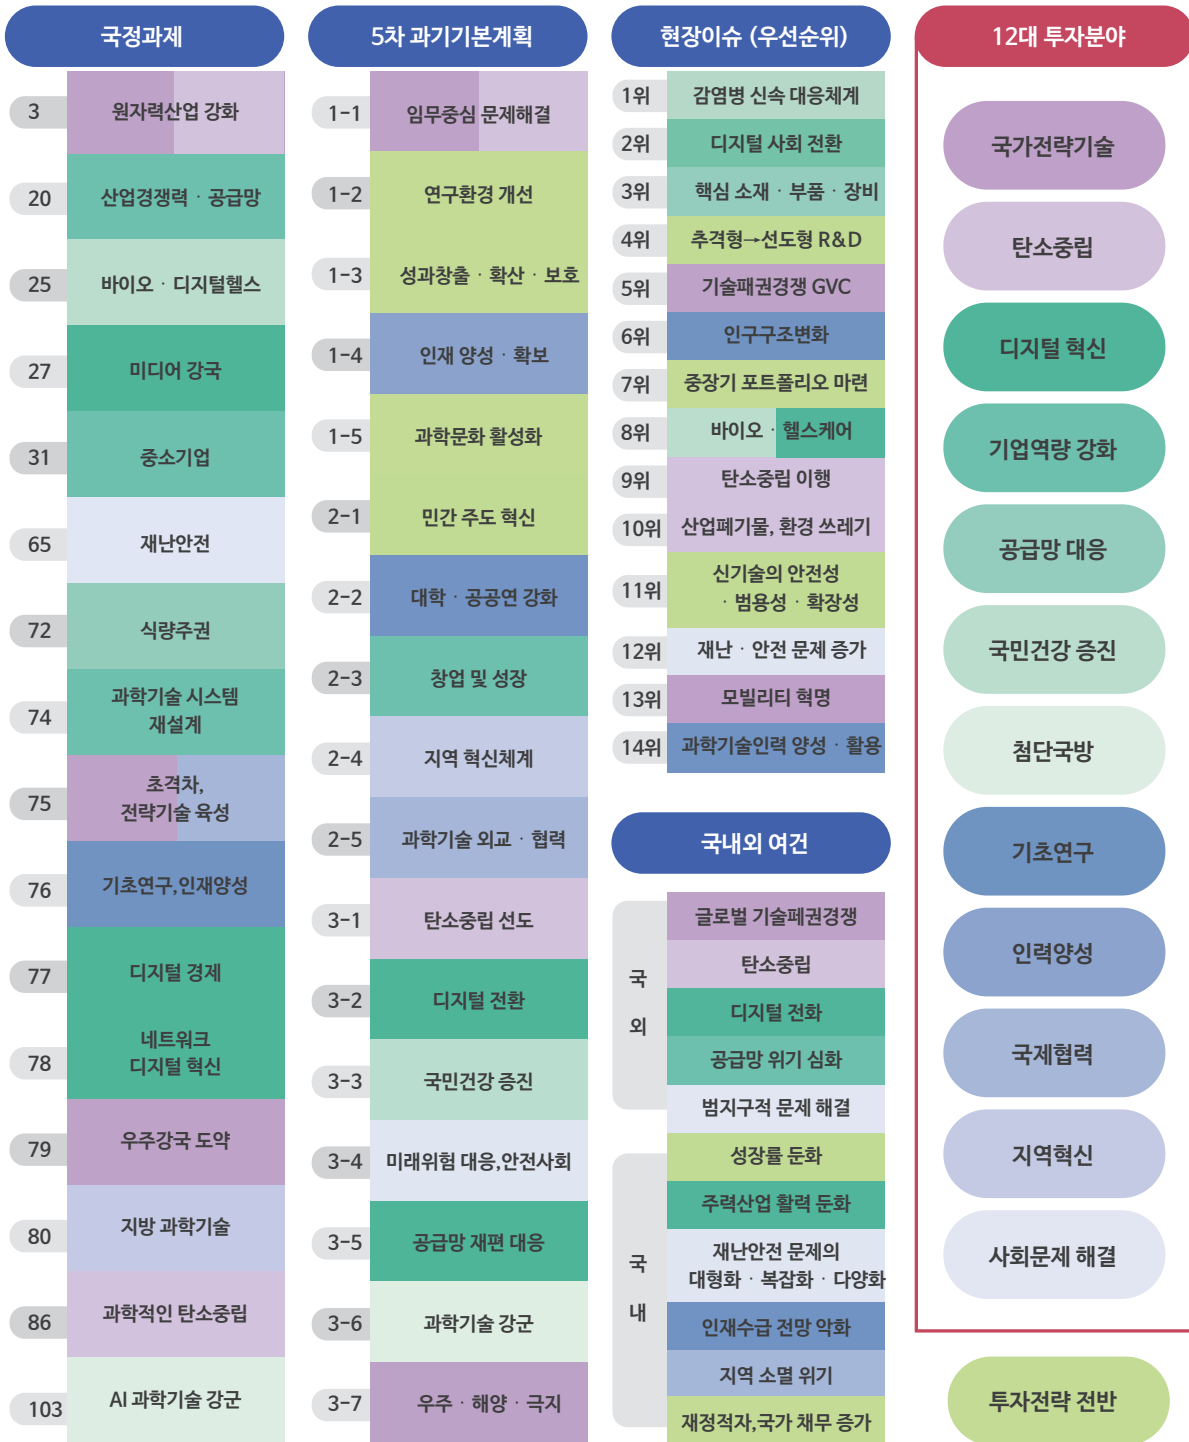 국정과제
3
원자력산업 강화
20
산업경쟁력 · 공급망
25
바이오 · 디지털헬스
27
미디어 강국
31
중소기업
65
재난안전
72
식량주권
74
과학기술 시스템
재설계
75
초격차,
전략기술 육성
76
기초연구,인재양성
77
디지털 경제
78
네트워크
디지털 혁신
79
우주강국 도약
80
지방 과학기술
86
과학적인 탄소중립
103
AI 과학기술 강군
5차 과기기본계획
1-1
임무중심 문제해결
1-2
연구환경 개선
1-3
성과창출 · 확산 · 보호
1-4
인재 양성 · 확보
1-5
과학문화 활성화
2-1
민간 주도 혁신
2-2
대학 · 공공연 강화
2-3
창업 및 성장
2-4
지역 혁신체계
2-5
과학기술 외교 · 협력
3-1
탄소중립 선도
3-2
디지털 전환
3-3
국민건강 증진
3-4
미래위험 대응,안전사회
3-5
공급망 재편 대응
3-6
과학기술 강군
3-7
우주 · 해양 · 극지
현장이슈 (우선순위)
1위
감염병 신속 대응체계
2위
디지털 사회 전환
3위
핵심 소재 · 부품 · 장비
4위
추격형→선도형 R&D
5위
기술패권경쟁 GVC
6위
인구구조변화
7위
중장기 포트폴리오 마련
8위
바이오 · 헬스케어
9위
탄소중립 이행
10위
산업폐기물, 환경 쓰레기
11위
신기술의 안전성
· 범용성 · 확장성
12위
재난 · 안전 문제 증가
13위
모빌리티 혁명
14위
과학기술인력 양성 · 활용
국내외 여건
국
외
글로벌 기술페권경쟁
탄소중립
디지털 전화
공급망 위기 심화
범지구적 문제 해결
국
내
성장률 둔화
주력산업 활력 둔화
재난안전 문제의
대형화 · 복잡화 · 다양화
인재수급 전망 악화
지역 소멸 위기
재정적자,국가 채무 증가
12대 투자분야
국가전략기술
탄소중립
디지털 혁신
기업역량 강화
공급망 대응
국민건강 증진
첨단국방
기초연구
인력양성
국제협력
지역혁신
사회문제 해결
투자전략 전반